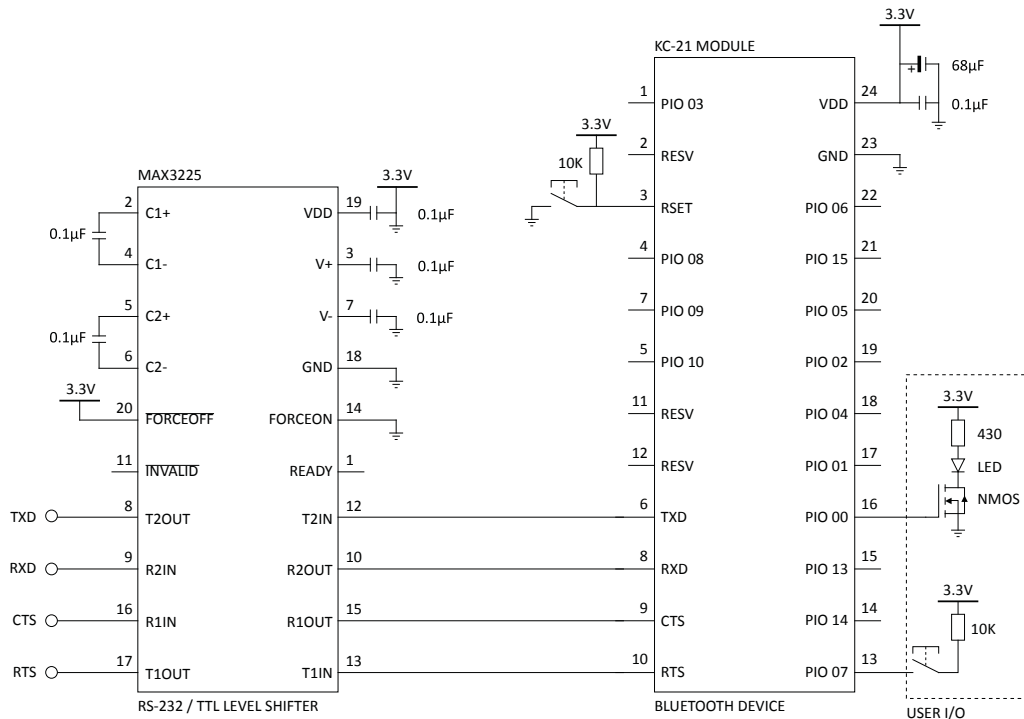 3.3V
KC-21 MODULE
68µF
+
1
24
PIO 03
VDD
0.1µF
3.3V
2
23
10K
RESV
GND
MAX3225
3.3V
3
22
RSET
PIO 06
2
19
C1+
VDD
0.1µF
0.1µF
4
21
PIO 08
PIO 15
4
3
C1-
V+
0.1µF
7
20
PIO 09
PIO 05
5
7
C2+
V-
0.1µF
0.1µF
5
19
PIO 10
PIO 02
6
18
C2-
GND
3.3V
11
18
RESV
PIO 04
3.3V
20
14
FORCEOFF
FORCEON
430
12
17
RESV
PIO 01
LED
11
1
INVALID
READY
NMOS
TXD
8
12
T2OUT
T2IN
6
16
TXD
PIO 00
RXD
9
10
R2IN
R2OUT
8
15
RXD
PIO 13
3.3V
CTS
16
15
R1IN
R1OUT
9
14
CTS
PIO 14
10K
RTS
17
13
T1OUT
T1IN
10
13
RTS
PIO 07
RS-232 / TTL LEVEL SHIFTER
BLUETOOTH DEVICE
USER I/O